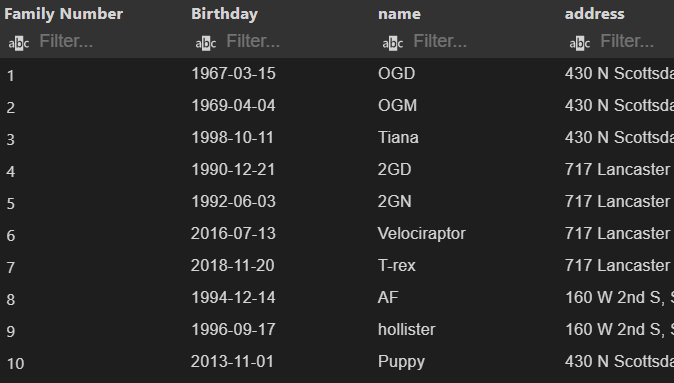 Family Number Birthday name address
abc Filter... abc Filter... abc Filter... abc Filter...
1 1967-03-15 OGD 430 N Scottsda
2 1969-04-04 OGM 430 N Scottsda
3 1998-10-11 Tiana 430 N Scottsda
4 1990-12-21 2GD 717 Lancaster
5 1992-06-03 2GN 717 Lancaster
6 2016-07-13 Velociraptor 717 Lancaster
7 2018-11-20 T-rex 717 Lancaster
8 1994-12-14 AF 160 W 2nd S, S
9 1996-09-17 hollister 160 W 2nd S, S
10 2013-11-01 Puppy 430 N Scottsda